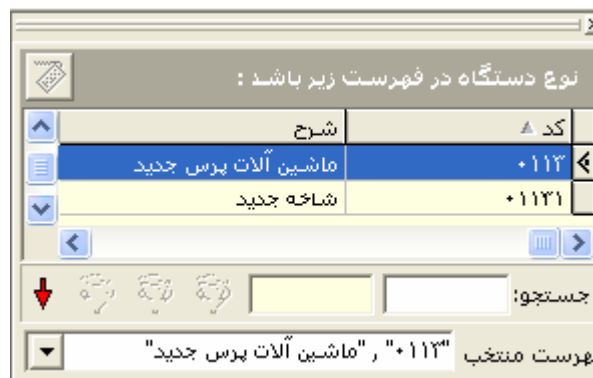 نوع دستگاه در فهرست زیر باشد :
کد شرح
۰۱۱۳ ماشین آلات پرس جدید
۰۱۱۳۱ شاخه جدید
جستجو:
فهرست منتخب "۰۱۱۳" , "ماشین آلات پرس جدید"